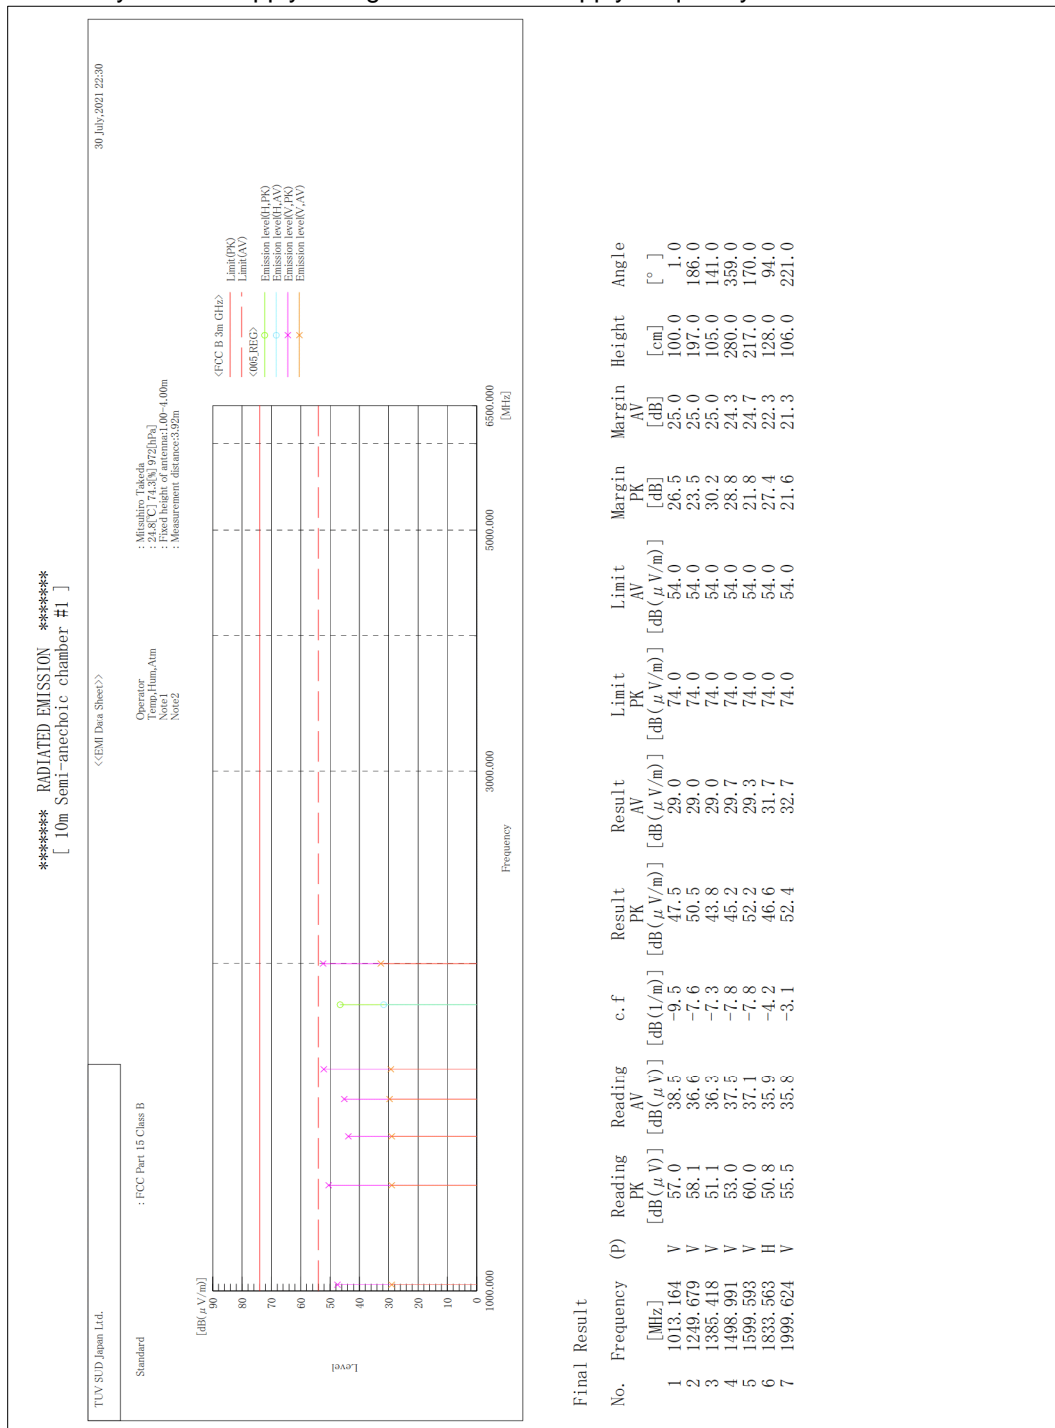 ****** RADIATED EMISSION *******
[ 10m Semi-anechoic chamber #1 ]
TUV SUD Japan Ltd.
<<EMI Data Sheet>>
30 July,2021 22:30
Standard : FCC Part 15 Class B
Operator : Mitsuhiro Takeda
Temp,Hum,Atm : 24.8[℃] 74.3[%] 972[hPa]
Note1 : Fixed height of antenna:1.00-4.00m
Note2 : Measurement distance:3.92m
<FCC B 3m GHz>
Limit(PK)
Limit(AV)
<005_REG>
Emission level(H,PK)
Emission level(H,AV)
Emission level(V,PK)
Emission level(V,AV)
[dB(μV/m)]
90
80
70
60
50
40
30
20
10
0
Level
1000.000 3000.000 5000.000 6500.000
Frequency [MHz]
Final Result
No. Frequency (P) Reading Reading c.f Result Result Limit Limit Margin Margin Height Angle
PK AV PK AV PK AV PK AV
[MHz] [dB(μV)] [dB(μV)] [dB(1/m)] [dB(μV/m)] [dB(μV/m)] [dB(μV/m)] [dB(μV/m)] [dB] [dB] [cm] [°]
1 1013.164 V 57.0 38.5 -9.5 47.5 29.0 74.0 54.0 26.5 25.0 100.0 1.0
2 1249.679 V 58.1 36.6 -7.6 50.5 29.0 74.0 54.0 23.5 25.0 197.0 186.0
3 1385.418 V 51.1 36.3 -7.3 43.8 29.0 74.0 54.0 30.2 25.0 105.0 141.0
4 1498.991 V 53.0 37.5 -7.8 45.2 29.7 74.0 54.0 28.8 24.3 280.0 359.0
5 1599.593 V 60.0 37.1 -7.8 52.2 29.3 74.0 54.0 21.8 24.7 217.0 170.0
6 1833.563 H 50.8 35.9 -4.2 46.6 31.7 74.0 54.0 27.4 22.3 128.0 94.0
7 1999.624 V 55.5 35.8 -3.1 52.4 32.7 74.0 54.0 21.6 21.3 106.0 221.0